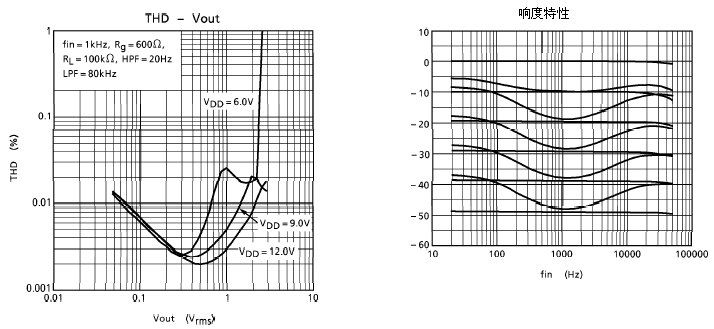 THD – Vout
fin = 1kHz, Rg = 600Ω,
RL = 100kΩ, HPF = 20Hz
LPF = 80kHz
VDD = 6.0V
VDD = 9.0V
VDD = 12.0V
THD (%)
1
0.1
0.01
0.001
0.01
0.1
1
10
Vout (Vrms)
响度特性
10
0
-10
-20
-30
-40
-50
-60
10
100
1000
10000
100000
fin (Hz)